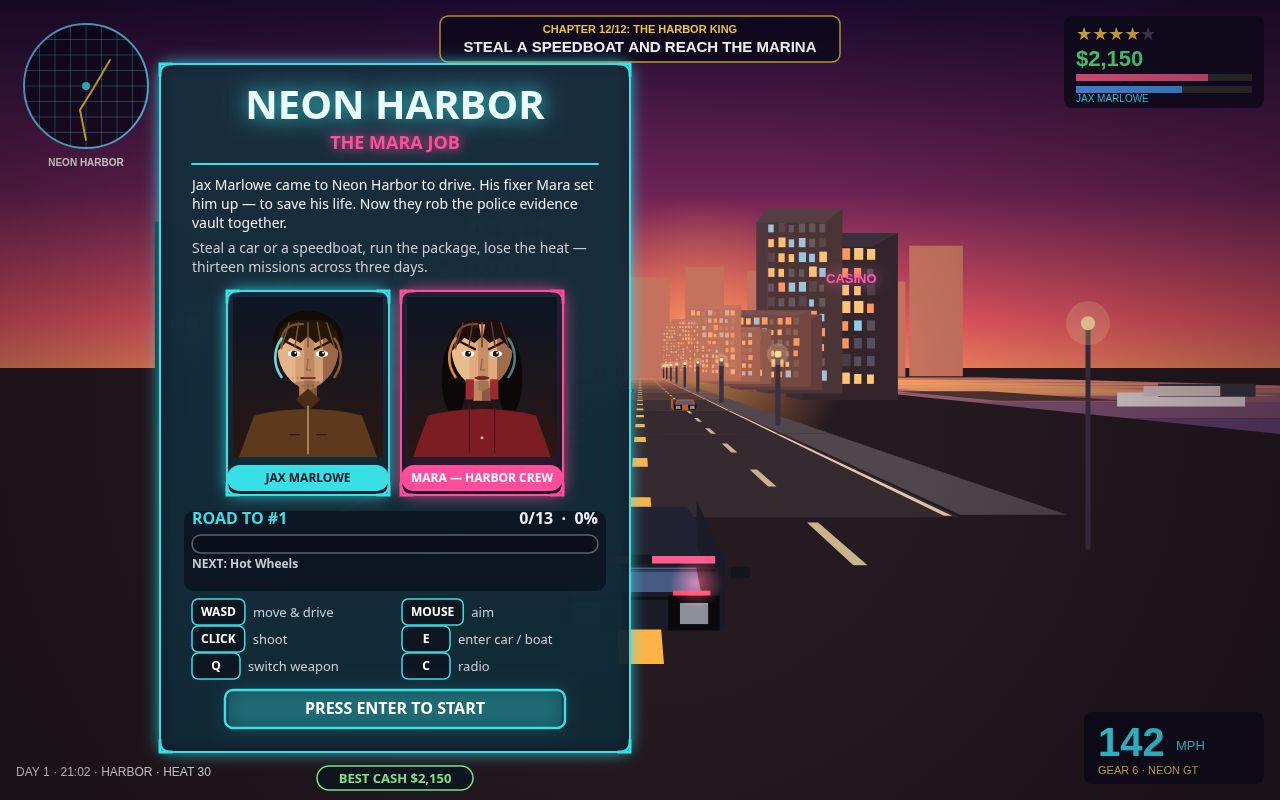 CHAPTER 12/12: THE HARBOR KING
STEAL A SPEEDBOAT AND REACH THE MARINA
★★★★★
$2,150
JAX MARLOWE
NEON HARBOR
NEON HARBOR
THE MARA JOB
Jax Marlowe came to Neon Harbor to drive. His fixer Mara set
him up — to save his life. Now they rob the police evidence
vault together.
Steal a car or a speedboat, run the package, lose the heat —
thirteen missions across three days.
JAX MARLOWE
MARA — HARBOR CREW
CASINO
ROAD TO #1
0/13 · 0%
NEXT: Hot Wheels
WASD move & drive
MOUSE aim
CLICK shoot
E enter car / boat
Q switch weapon
C radio
PRESS ENTER TO START
BEST CASH $2,150
DAY 1 · 21:02 · HARBOR · HEAT 30
142 MPH
GEAR 6 · NEON GT